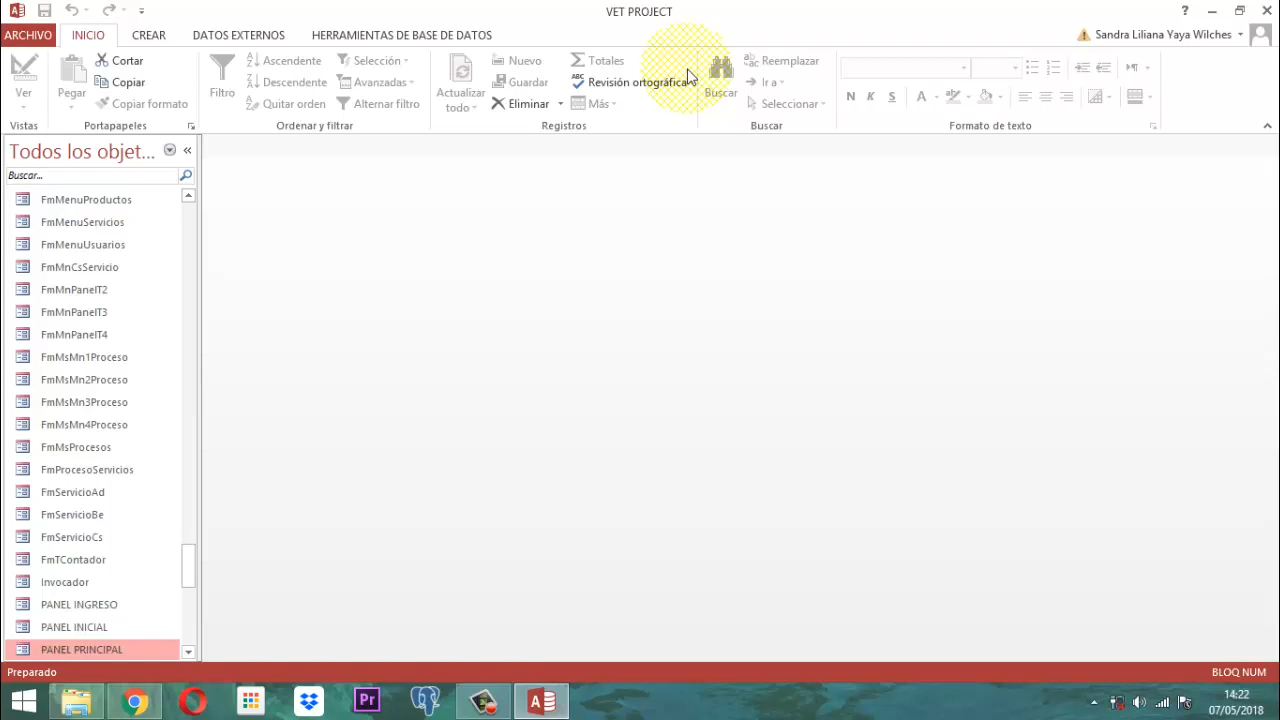 VET PROJECT
?
ARCHIVO INICIO CREAR DATOS EXTERNOS HERRAMIENTAS DE BASE DE DATOS Sandra Liliana Yaya Wilches
Ver
Vistas
Pegar
Cortar
Copiar
Copiar formato
Portapapeles
Filtro
Ascendente
Descendente
Quitar orden
Selección
Avanzadas
Alternar filtro
Ordenar y filtrar
Actualizar
todo
Nuevo
Guardar
Eliminar
Totales
Revisión ortográfica
Más
Registros
Buscar
Reemplazar
Ir a
Seleccionar
Buscar
N K S A
Formato de texto
Todos los objet...
Buscar...
FmMenuProductos
FmMenuServicios
FmMenuUsuarios
FmMnCsServicio
FmMnPanelT2
FmMnPanelT3
FmMnPanelT4
FmMsMn1Proceso
FmMsMn2Proceso
FmMsMn3Proceso
FmMsMn4Proceso
FmMsProcesos
FmProcesoServicios
FmServicioAd
FmServicioBe
FmServicioCs
FmTContador
Invocador
PANEL INGRESO
PANEL INICIAL
PANEL PRINCIPAL
Preparado
BLOQ NUM
Pr
14:22
07/05/2018